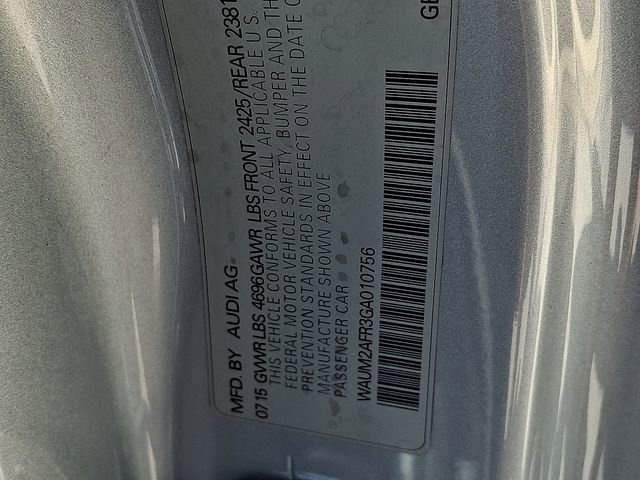 MFD. BY AUDI AG
0715 GVWR LBS 4696 GAWR LBS FRONT 2425/REAR 2381
THIS VEHICLE CONFORMS TO ALL APPLICABLE U.S.
FEDERAL MOTOR VEHICLE SAFETY, BUMPER AND TH
PREVENTION STANDARDS IN EFFECT ON THE DATE O
MANUFACTURE SHOWN ABOVE
PASSENGER CAR
WAUM2AFR3GA010756